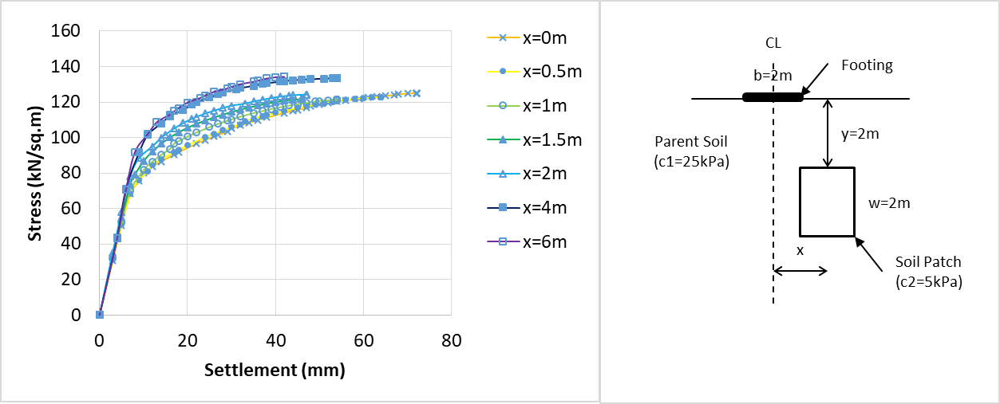 160
140
120
100
80
60
40
20
0
Stress (kN/sq.m)
0 20 40 60 80
Settlement (mm)
x=0m
x=0.5m
x=1m
x=1.5m
x=2m
x=4m
x=6m
CL
b=2m
Footing
Parent Soil
(c1=25kPa)
y=2m
w=2m
x
Soil Patch
(c2=5kPa)